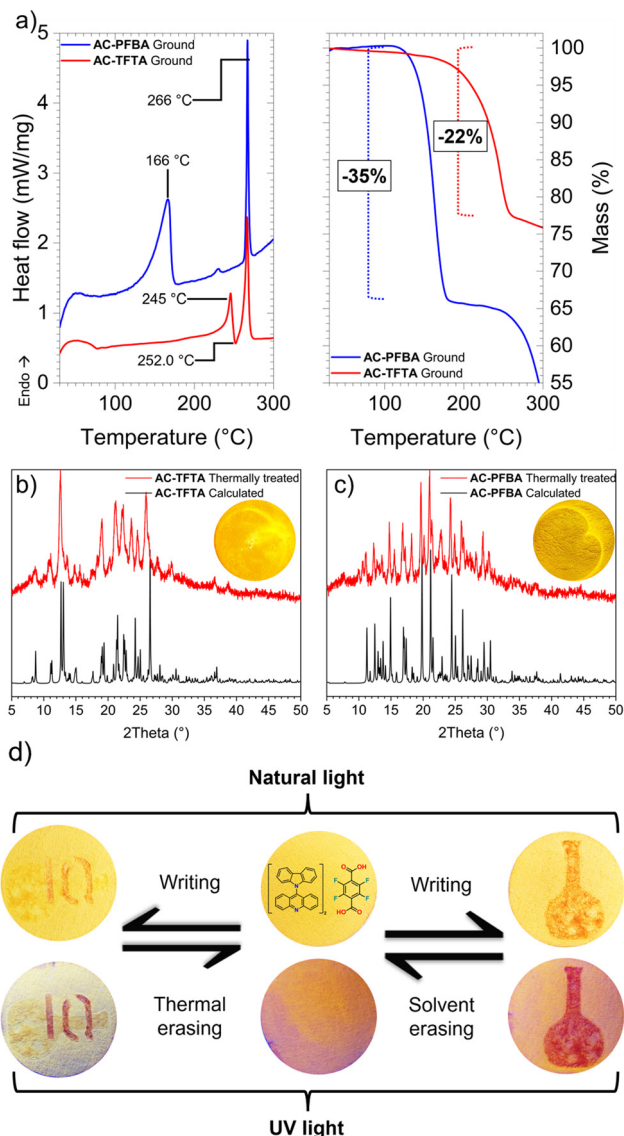 a)
AC-PFBA Ground
AC-TFTA Ground
266 °C
166 °C
245 °C
252.0 °C
Heat flow (mW/mg)
Endo →
5
4
3
2
1
0
100
200
300
Temperature (°C)
-35%
-22%
AC-PFBA Ground
AC-TFTA Ground
Mass (%)
100
95
90
85
80
75
70
65
60
55
100
200
300
Temperature (°C)
b)
AC-TFTA Thermally treated
AC-TFTA Calculated
5 10 15 20 25 30 35 40 45 50
2Theta (°)
c)
AC-PFBA Thermally treated
AC-PFBA Calculated
5 10 15 20 25 30 35 40 45 50
2Theta (°)
d)
Natural light
IQ
Writing
N
N
2
O
OH
F
F
F
F
HO
O
Writing
IQ
Thermal
erasing
Solvent
erasing
UV light